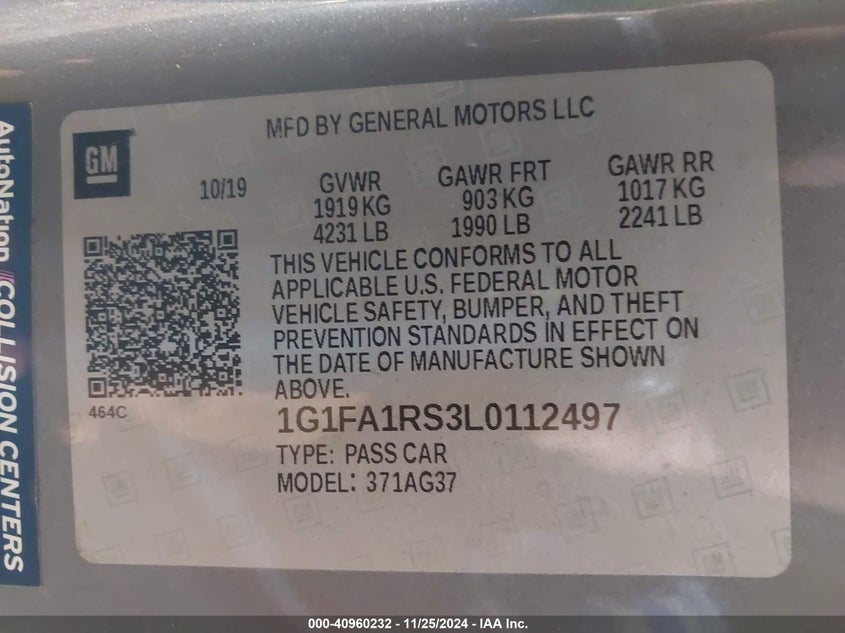 AutoNation COLLISION CENTERS
GM
MFD BY GENERAL MOTORS LLC
10/19
GVWR
1919 KG
4231 LB
GAWR FRT
903 KG
1990 LB
GAWR RR
1017 KG
2241 LB
THIS VEHICLE CONFORMS TO ALL
APPLICABLE U.S. FEDERAL MOTOR
VEHICLE SAFETY, BUMPER, AND THEFT
PREVENTION STANDARDS IN EFFECT ON
THE DATE OF MANUFACTURE SHOWN
ABOVE.
464C
1G1FA1RS3L0112497
TYPE: PASS CAR
MODEL: 371AG37
000-40960232 - 11/25/2024 - IAA Inc.